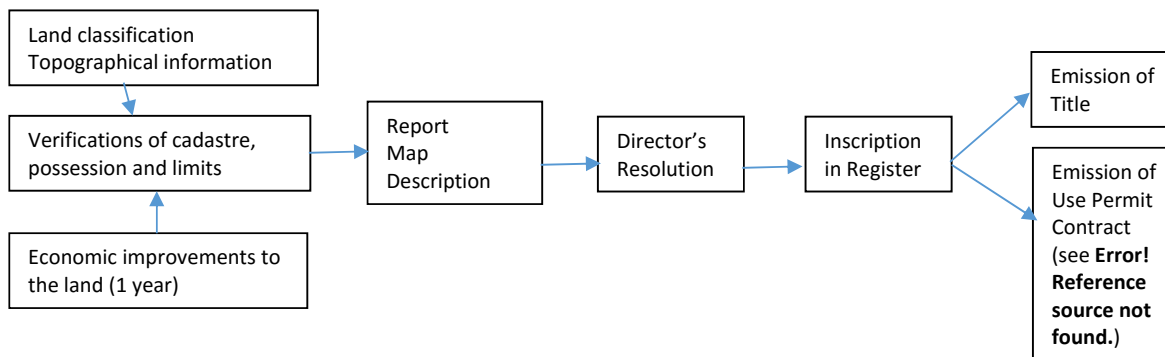 Land classification
Topographical information
Verifications of cadastre,
possession and limits
Economic improvements to
the land (1 year)
Report
Map
Description
Director’s
Resolution
Inscription
in Register
Emission of
Title
Emission of
Use Permit
Contract
(see Error!
Reference
source not
found.)